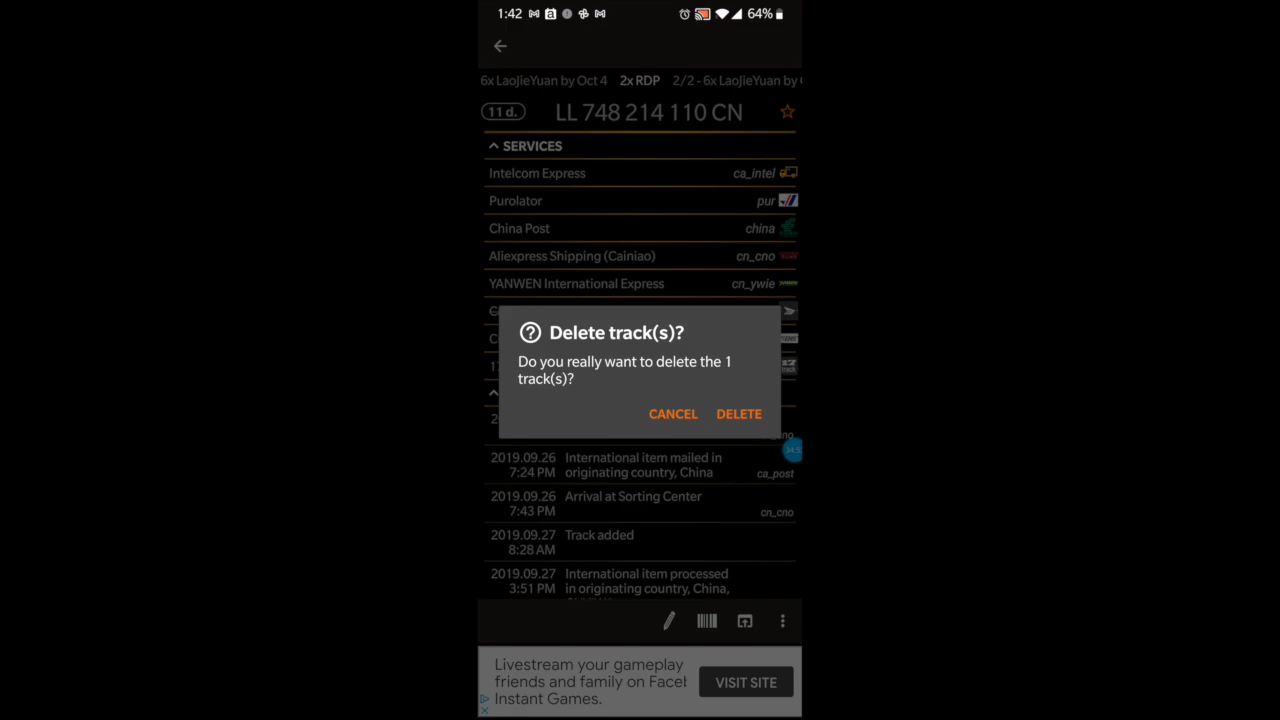 1:42 64%
6x LaoJieYuan by Oct 4 2x RDP 2/2 - 6x LaoJieYuan by
11 d. LL 748 214 110 CN
SERVICES
Intelcom Express ca_intel
Purolator pur
China Post china
Aliexpress Shipping (Cainiao) cn_cno
YANWEN International Express cn_ywie
Delete track(s)?
Do you really want to delete the 1
track(s)?
CANCEL DELETE
2019.09.26 International item mailed in
7:24 PM originating country, China ca_post
2019.09.26 Arrival at Sorting Center
7:43 PM cn_cno
2019.09.27 Track added
8:28 AM
2019.09.27 International item processed
3:51 PM in originating country, China,
Livestream your gameplay
friends and family on Faceb
Instant Games.
VISIT SITE